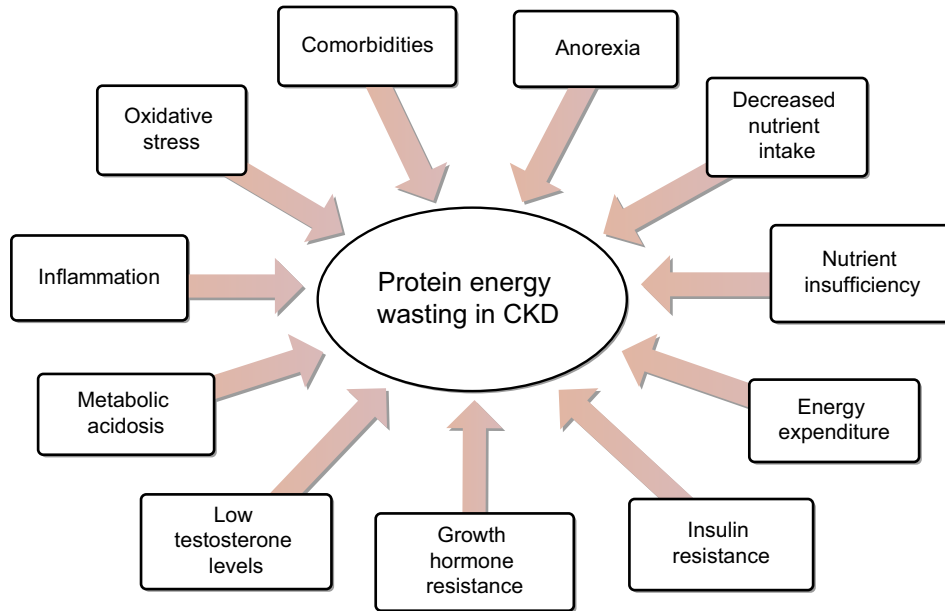 Comorbidities
Anorexia
Oxidative
stress
Decreased
nutrient
intake
Inflammation
Protein energy
wasting in CKD
Nutrient
insufficiency
Metabolic
acidosis
Energy
expenditure
Low
testosterone
levels
Growth
hormone
resistance
Insulin
resistance